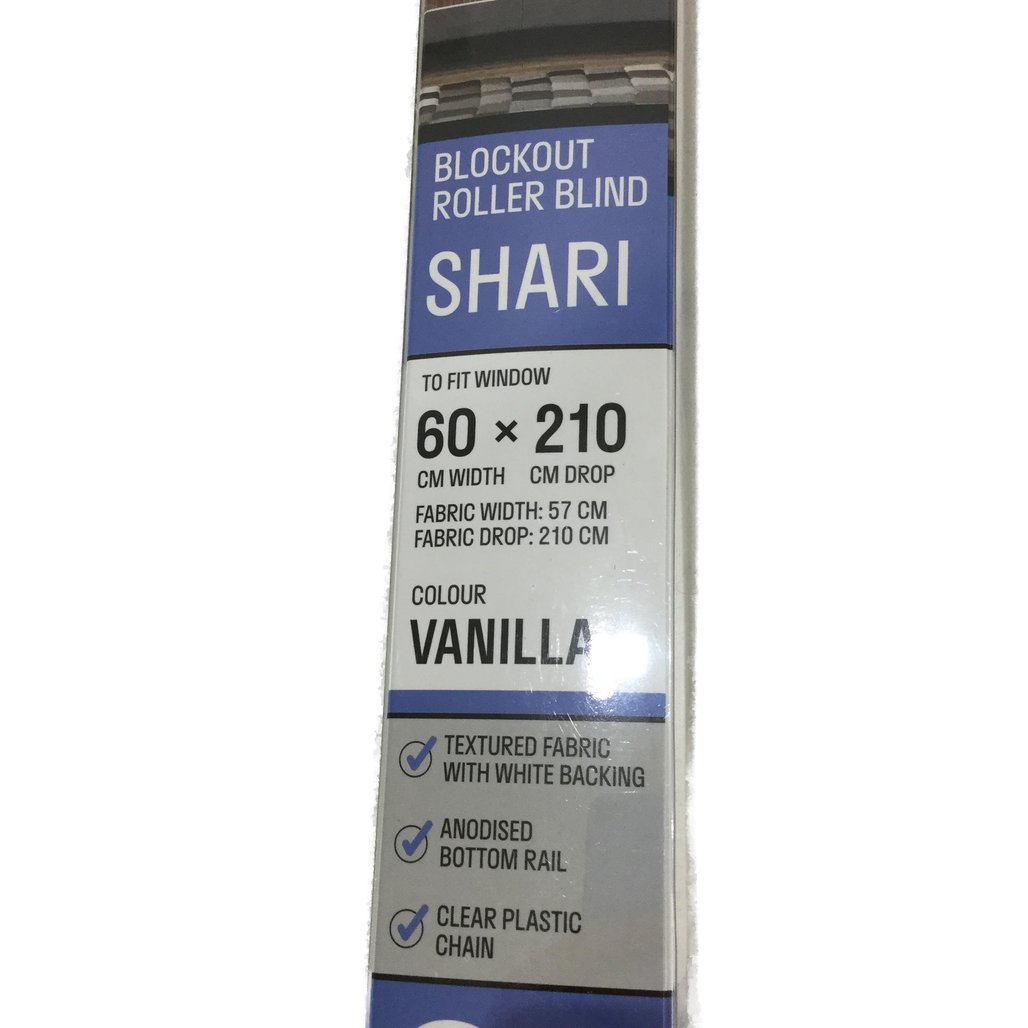 BLOCKOUT
ROLLER BLIND
SHARI
TO FIT WINDOW
60 × 210
CM WIDTH CM DROP
FABRIC WIDTH: 57 CM
FABRIC DROP: 210 CM
COLOUR
VANILLA
TEXTURED FABRIC
WITH WHITE BACKING
ANODISED
BOTTOM RAIL
CLEAR PLASTIC
CHAIN